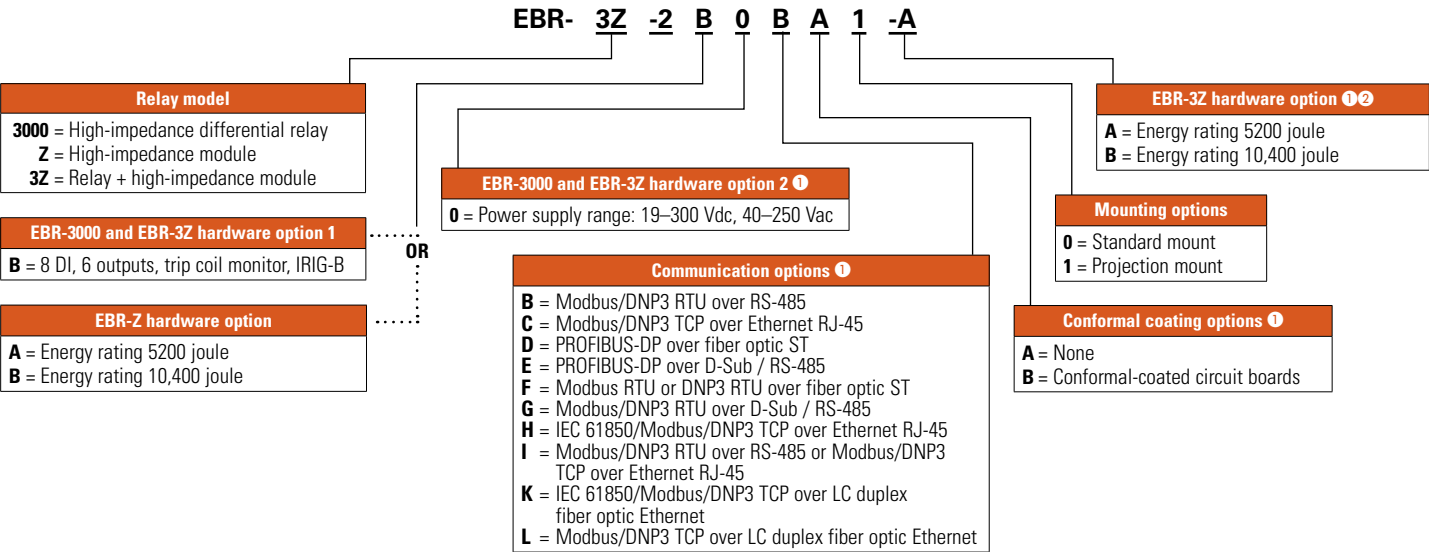 EBR- 3Z -2 B 0 B A 1 -A
Relay model
3000 = High-impedance differential relay
Z = High-impedance module
3Z = Relay + high-impedance module
EBR-3000 and EBR-3Z hardware option 1
B = 8 DI, 6 outputs, trip coil monitor, IRIG-B
OR
EBR-Z hardware option
A = Energy rating 5200 joule
B = Energy rating 10,400 joule
EBR-3000 and EBR-3Z hardware option 2 ❶
0 = Power supply range: 19–300 Vdc, 40–250 Vac
Communication options ❶
B = Modbus/DNP3 RTU over RS-485
C = Modbus/DNP3 TCP over Ethernet RJ-45
D = PROFIBUS-DP over fiber optic ST
E = PROFIBUS-DP over D-Sub / RS-485
F = Modbus RTU or DNP3 RTU over fiber optic ST
G = Modbus/DNP3 RTU over D-Sub / RS-485
H = IEC 61850/Modbus/DNP3 TCP over Ethernet RJ-45
I = Modbus/DNP3 RTU over RS-485 or Modbus/DNP3
TCP over Ethernet RJ-45
K = IEC 61850/Modbus/DNP3 TCP over LC duplex
fiber optic Ethernet
L = Modbus/DNP3 TCP over LC duplex fiber optic Ethernet
EBR-3Z hardware option ❶❷
A = Energy rating 5200 joule
B = Energy rating 10,400 joule
Mounting options
0 = Standard mount
1 = Projection mount
Conformal coating options ❶
A = None
B = Conformal-coated circuit boards